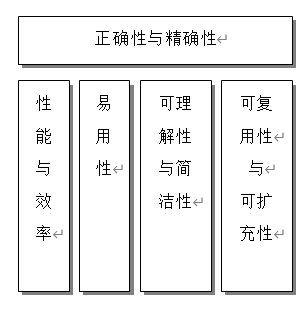 正确性与精确性
性
能
与
效
率
易
用
性
可理
解性
与简
洁性
可复
用性
与
可扩
充性